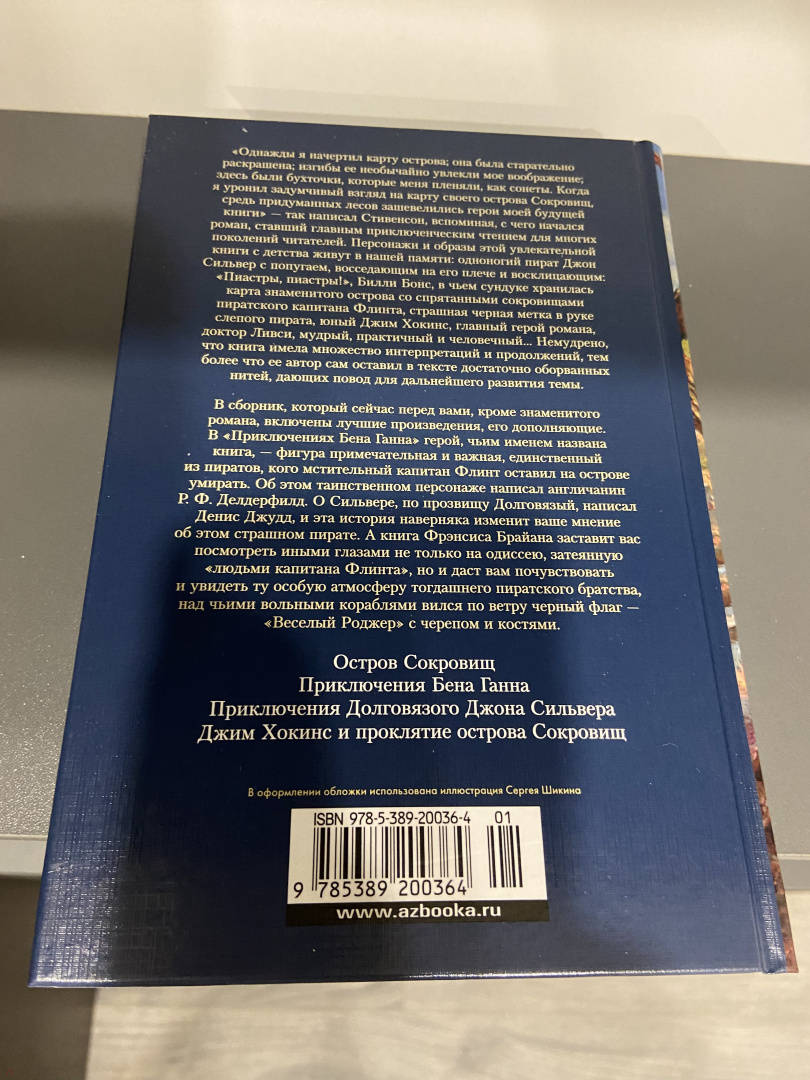 «Однажды я начертил карту острова; она была старательно
раскрашена; изгибы ее необычайно увлекли мое воображение;
здесь были бухточки, которые меня пленяли, как сонеты. Когда
я уронил задумчивый взгляд на карту своего острова Сокровищ,
средь придуманных лесов зашевелились герои моей будущей
книги» — так написал Стивенсон, вспоминая, с чего начался
роман, ставший главным приключенческим чтением для многих
поколений читателей. Персонажи и образы этой увлекательной
книги с детства живут в нашей памяти: одноногий пират Джон
Сильвер с попугаем, восседающим на его плече и восклицающим:
«Пиастры, пиастры!», Билли Бонс, в чьем сундуке хранилась
карта знаменитого острова со спрятанными сокровищами
пиратского капитана Флинта, страшная черная метка в руке
слепого пирата, юный Джим Хокинс, главный герой романа,
доктор Ливси, мудрый, практичный и человечный... Немудрено,
что книга имела множество интерпретаций и продолжений, тем
более что ее автор сам оставил в тексте достаточно оборванных
нитей, дающих повод для дальнейшего развития темы.
В сборник, который сейчас перед вами, кроме знаменитого
романа, включены лучшие произведения, его дополняющие.
В «Приключениях Бена Ганна» герой, чьим именем названа
книга, — фигура примечательная и важная, единственный
из пиратов, кого мстительный капитан Флинт оставил на острове
умирать. Об этом таинственном персонаже написал англичанин
Р. Ф. Делдерфилд. О Сильвере, по прозвищу Долговязый, написал
Денис Джудд, и эта история наверняка изменит ваше мнение
об этом страшном пирате. А книга Фрэнсиса Брайана заставит вас
посмотреть иными глазами не только на одиссею, затеянную
«людьми капитана Флинта», но и даст вам почувствовать
и увидеть ту особую атмосферу тогдашнего пиратского братства,
над чьими вольными кораблями вился по ветру черный флаг —
«Веселый Роджер» с черепом и костями.
Остров Сокровищ
Приключения Бена Ганна
Приключения Долговязого Джона Сильвера
Джим Хокинс и проклятие острова Сокровищ
В оформлении обложки использована иллюстрация Сергея Шикина
ISBN 978-5-389-20036-4 01
9 785389 200364
www.azbooka.ru